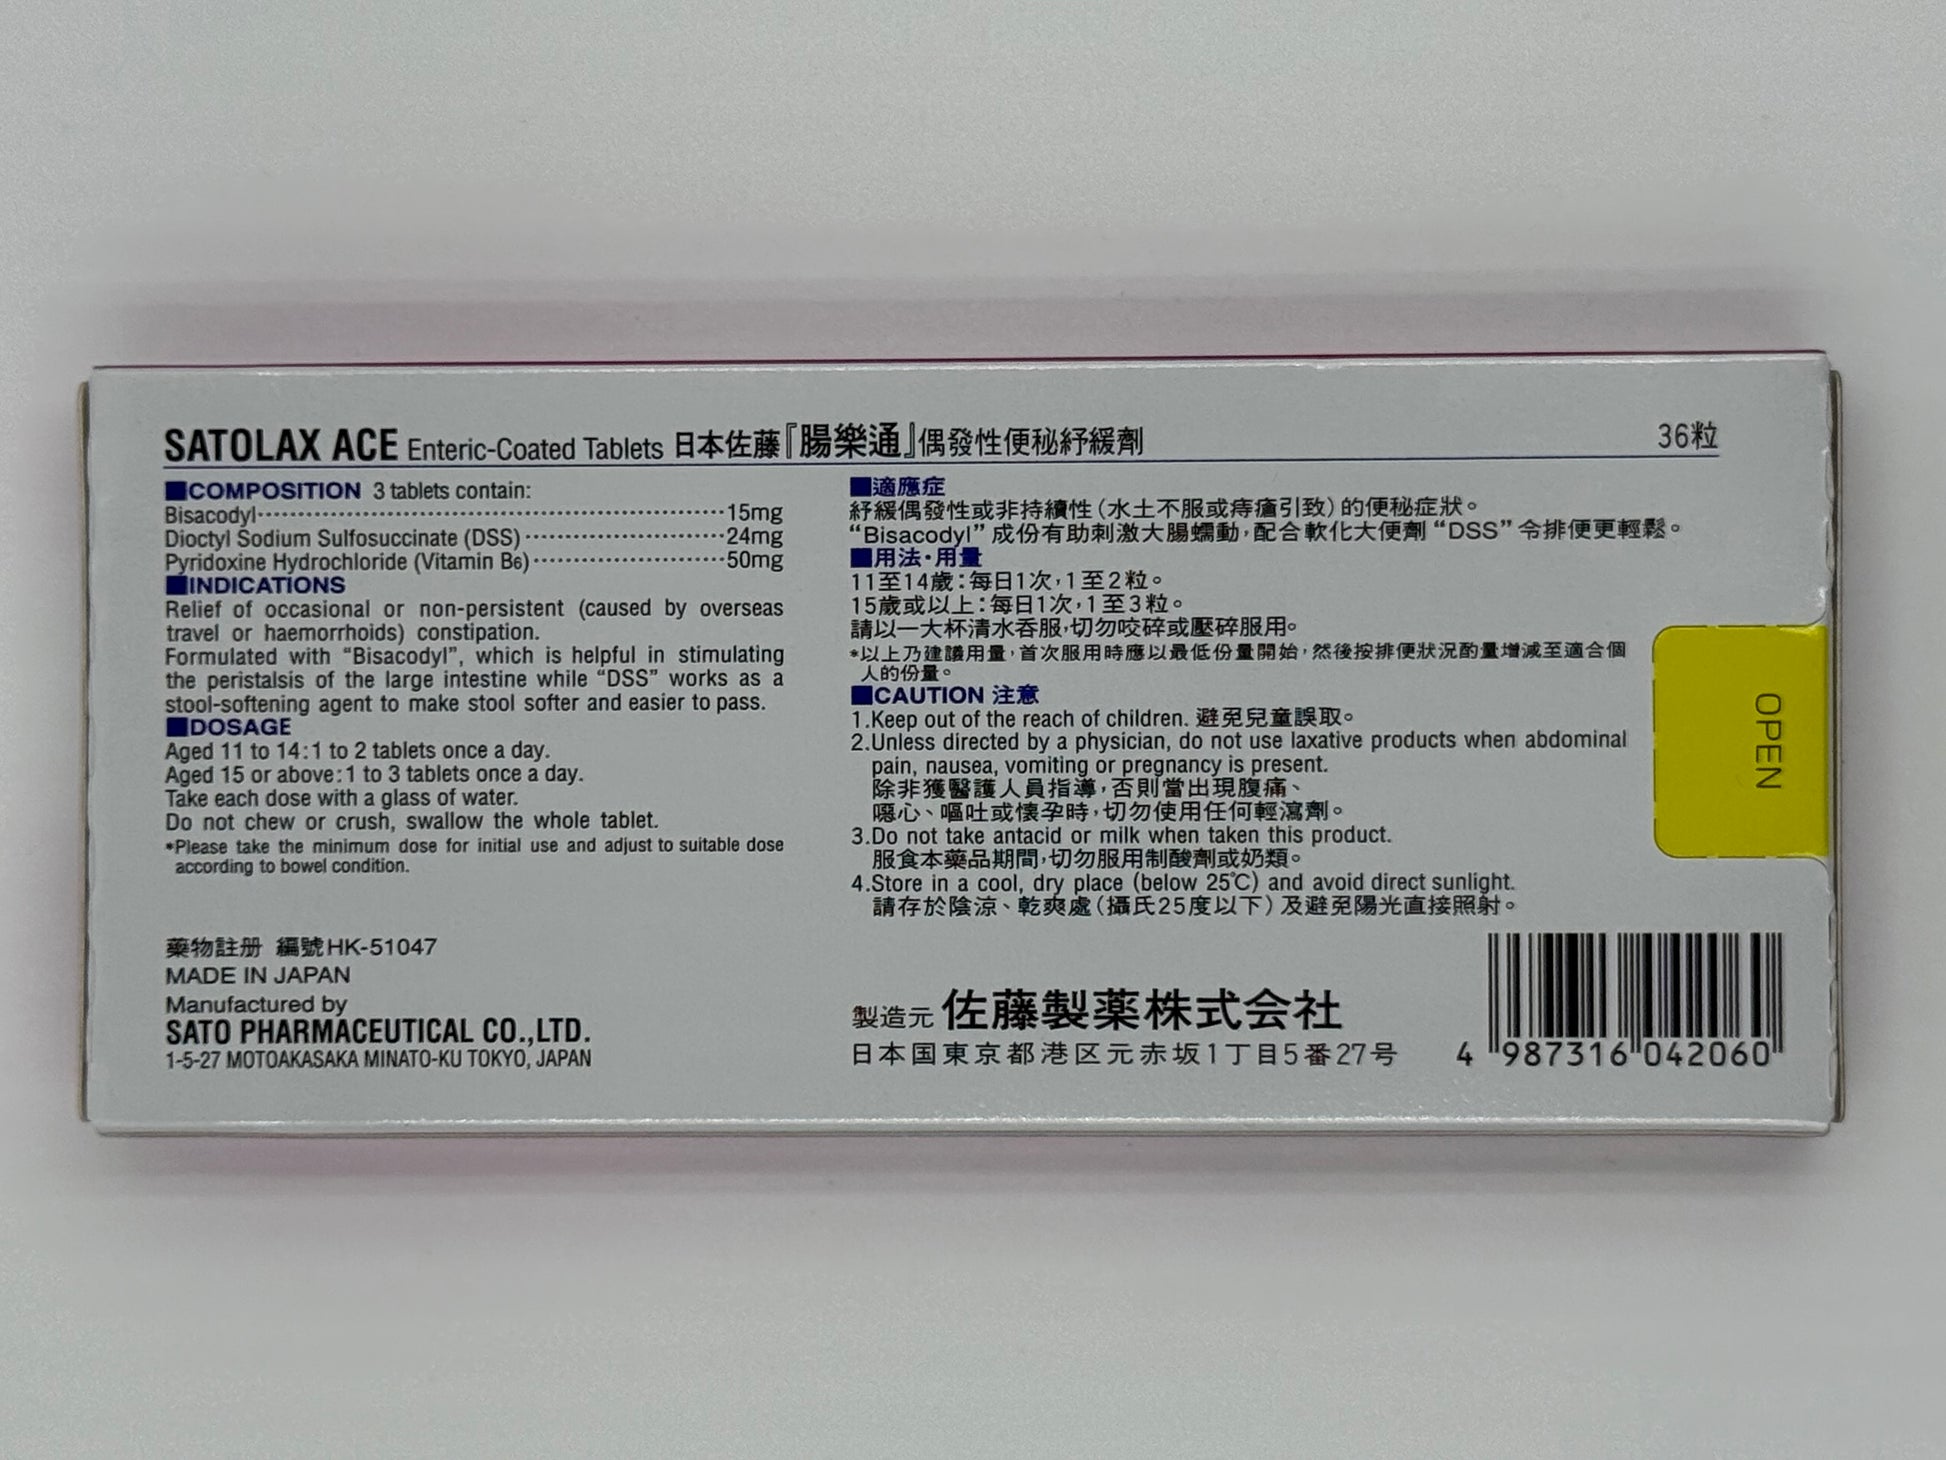 SATOLAX ACE Enteric-Coated Tablets 日本佐藤『腸樂通』偶發性便秘紓緩劑 36粒
■COMPOSITION 3 tablets contain:
Bisacodyl 15mg
Dioctyl Sodium Sulfosuccinate (DSS) 24mg
Pyridoxine Hydrochloride (Vitamin B6) 50mg
■INDICATIONS
Relief of occasional or non-persistent (caused by overseas
travel or haemorrhoids) constipation.
Formulated with “Bisacodyl”, which is helpful in stimulating
the peristalsis of the large intestine while “DSS” works as a
stool-softening agent to make stool softer and easier to pass.
■DOSAGE
Aged 11 to 14:1 to 2 tablets once a day.
Aged 15 or above:1 to 3 tablets once a day.
Take each dose with a glass of water.
Do not chew or crush, swallow the whole tablet.
*Please take the minimum dose for initial use and adjust to suitable dose
according to bowel condition.
藥物註册 編號HK-51047
MADE IN JAPAN
Manufactured by
SATO PHARMACEUTICAL CO.,LTD.
1-5-27 MOTOAKASAKA MINATO-KU TOKYO, JAPAN
■適應症
紓緩偶發性或非持續性（水土不服或痔瘡引致）的便秘症狀。
“Bisacodyl” 成份有助刺激大腸蠕動，配合軟化大便劑 “DSS” 令排便更輕鬆。
■用法・用量
11至14歲：每日1次，1至2粒。
15歲或以上：每日1次，1至3粒。
請以一大杯清水吞服，切勿咬碎或壓碎服用。
*以上乃建議用量，首次服用時應以最低份量開始，然後按排便狀況酌量增減至適合個
人的份量。
■CAUTION 注意
1.Keep out of the reach of children. 避免兒童誤取。
2.Unless directed by a physician, do not use laxative products when abdominal
pain, nausea, vomiting or pregnancy is present.
除非獲醫護人員指導，否則當出現腹痛、
噁心、嘔吐或懷孕時，切勿使用任何輕瀉劑。
3.Do not take antacid or milk when taken this product.
服食本藥品期間，切勿服用制酸劑或奶類。
4.Store in a cool, dry place (below 25℃) and avoid direct sunlight.
請存於陰涼、乾爽處（攝氏25度以下）及避免陽光直接照射。
製造元 佐藤製薬株式会社
日本国東京都港区元赤坂1丁目5番27号
4 987316 042060
OPEN